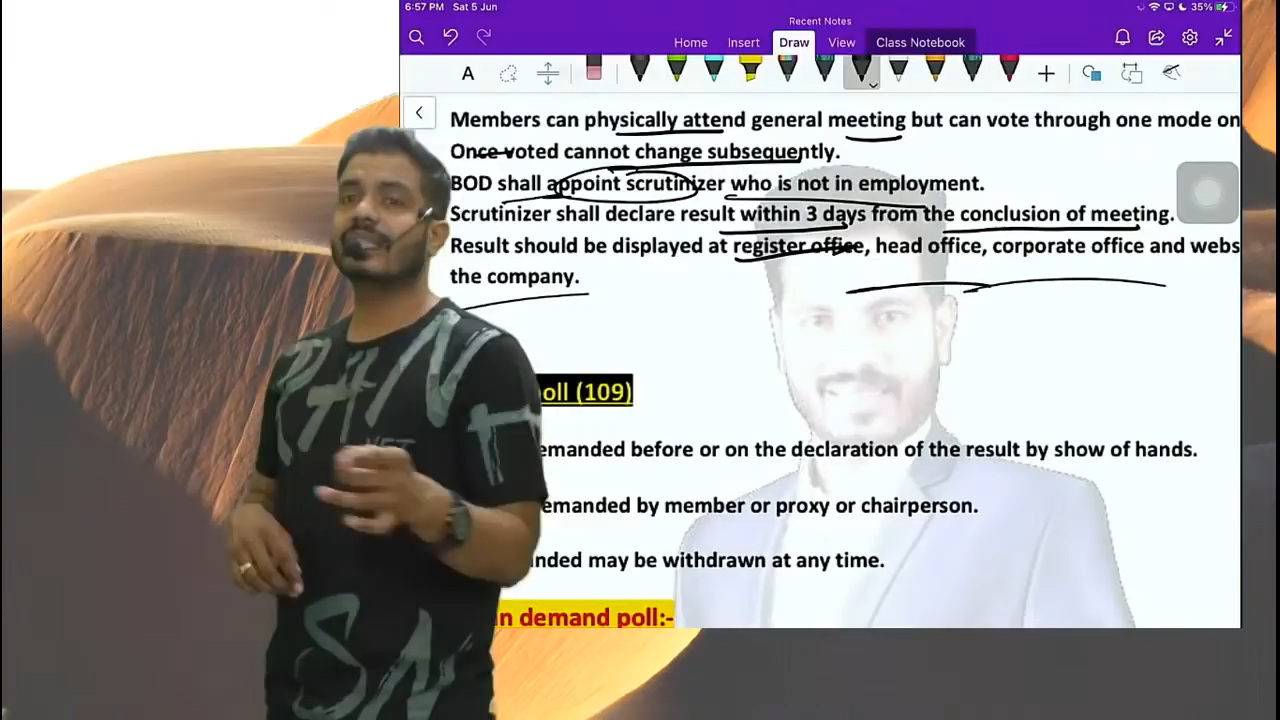 6:57 PM Sat 5 Jun
35%
Recent Notes
Home Insert Draw View Class Notebook
A
Members can physically attend general meeting but can vote through one mode on
Once voted cannot change subsequently.
BOD shall appoint scrutinizer who is not in employment.
Scrutinizer shall declare result within 3 days from the conclusion of meeting.
Result should be displayed at register office, head office, corporate office and webs
the company.
oll (109)
emanded before or on the declaration of the result by show of hands.
emanded by member or proxy or chairperson.
nded may be withdrawn at any time.
n demand poll:-